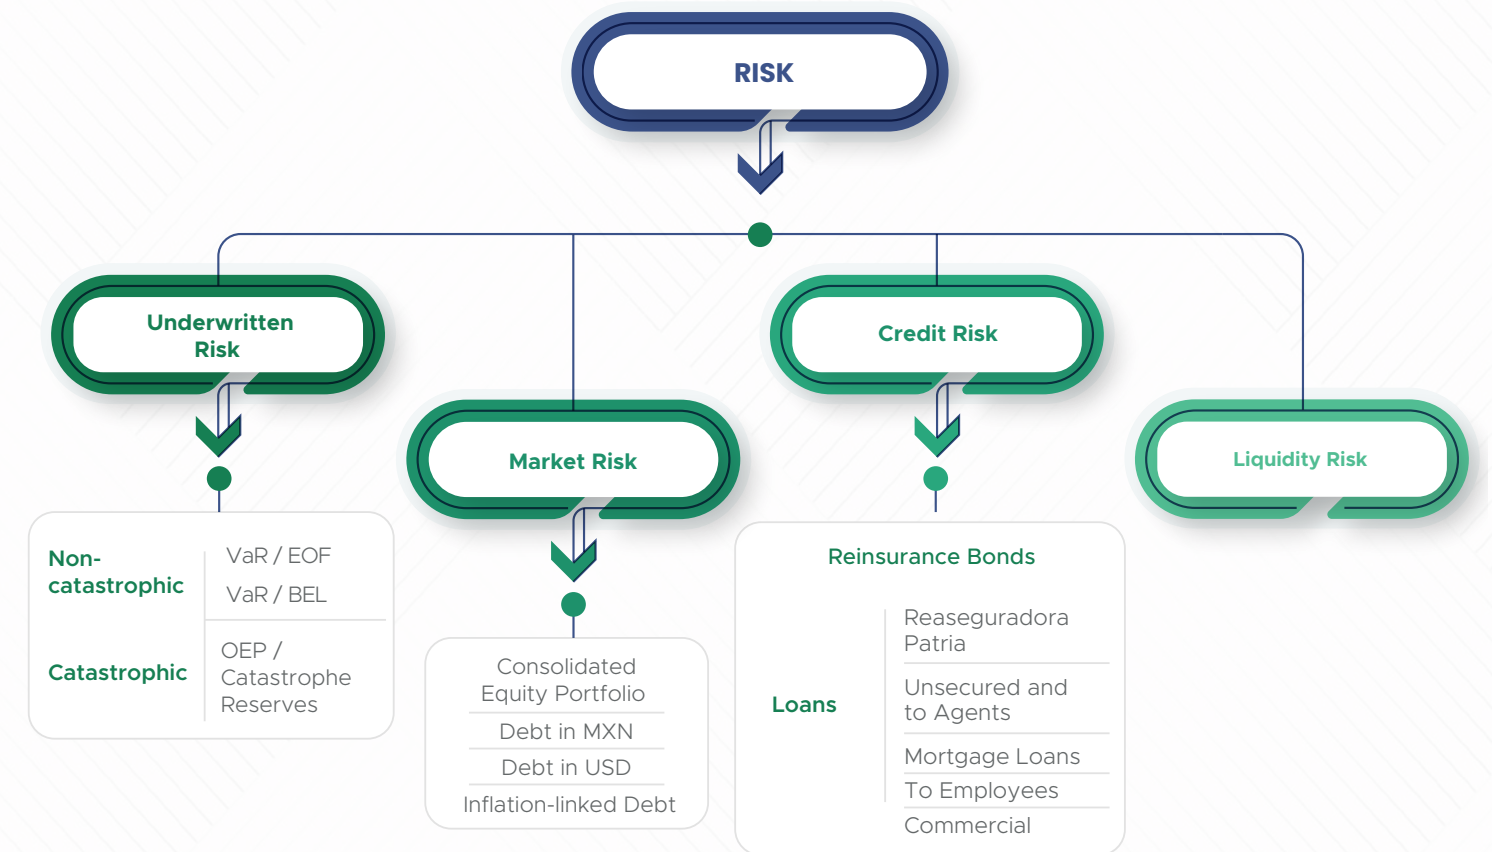 RISK
Underwritten
Risk
Non-
catastrophic
VaR / EOF
VaR / BEL
Catastrophic
OEP /
Catastrophe
Reserves
Market Risk
Consolidated
Equity Portfolio
Debt in MXN
Debt in USD
Inflation-linked Debt
Credit Risk
Reinsurance Bonds
Loans
Reaseguradora
Patria
Unsecured and
to Agents
Mortgage Loans
To Employees
Commercial
Liquidity Risk